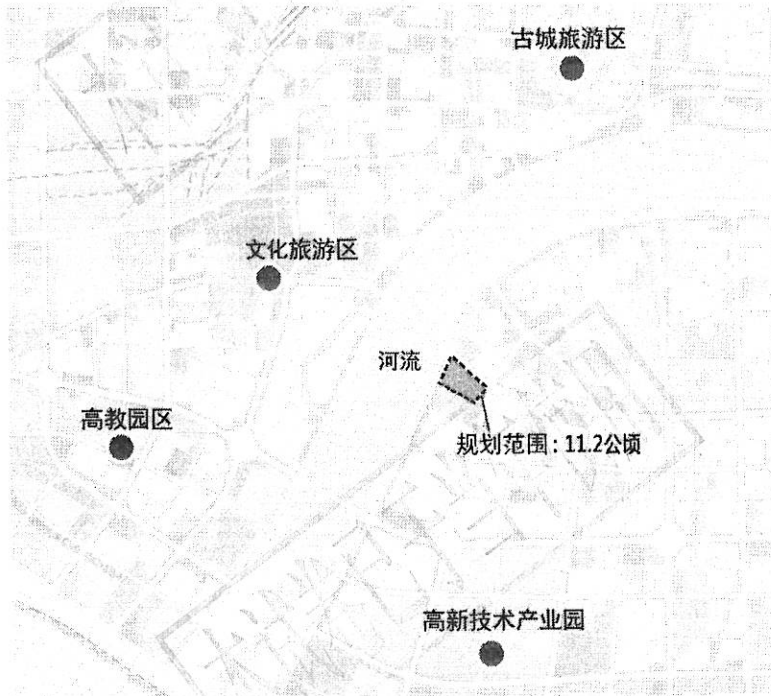 古城旅游区
文化旅游区
河流
高教园区
规划范围：11.2公顷
高新技术产业园